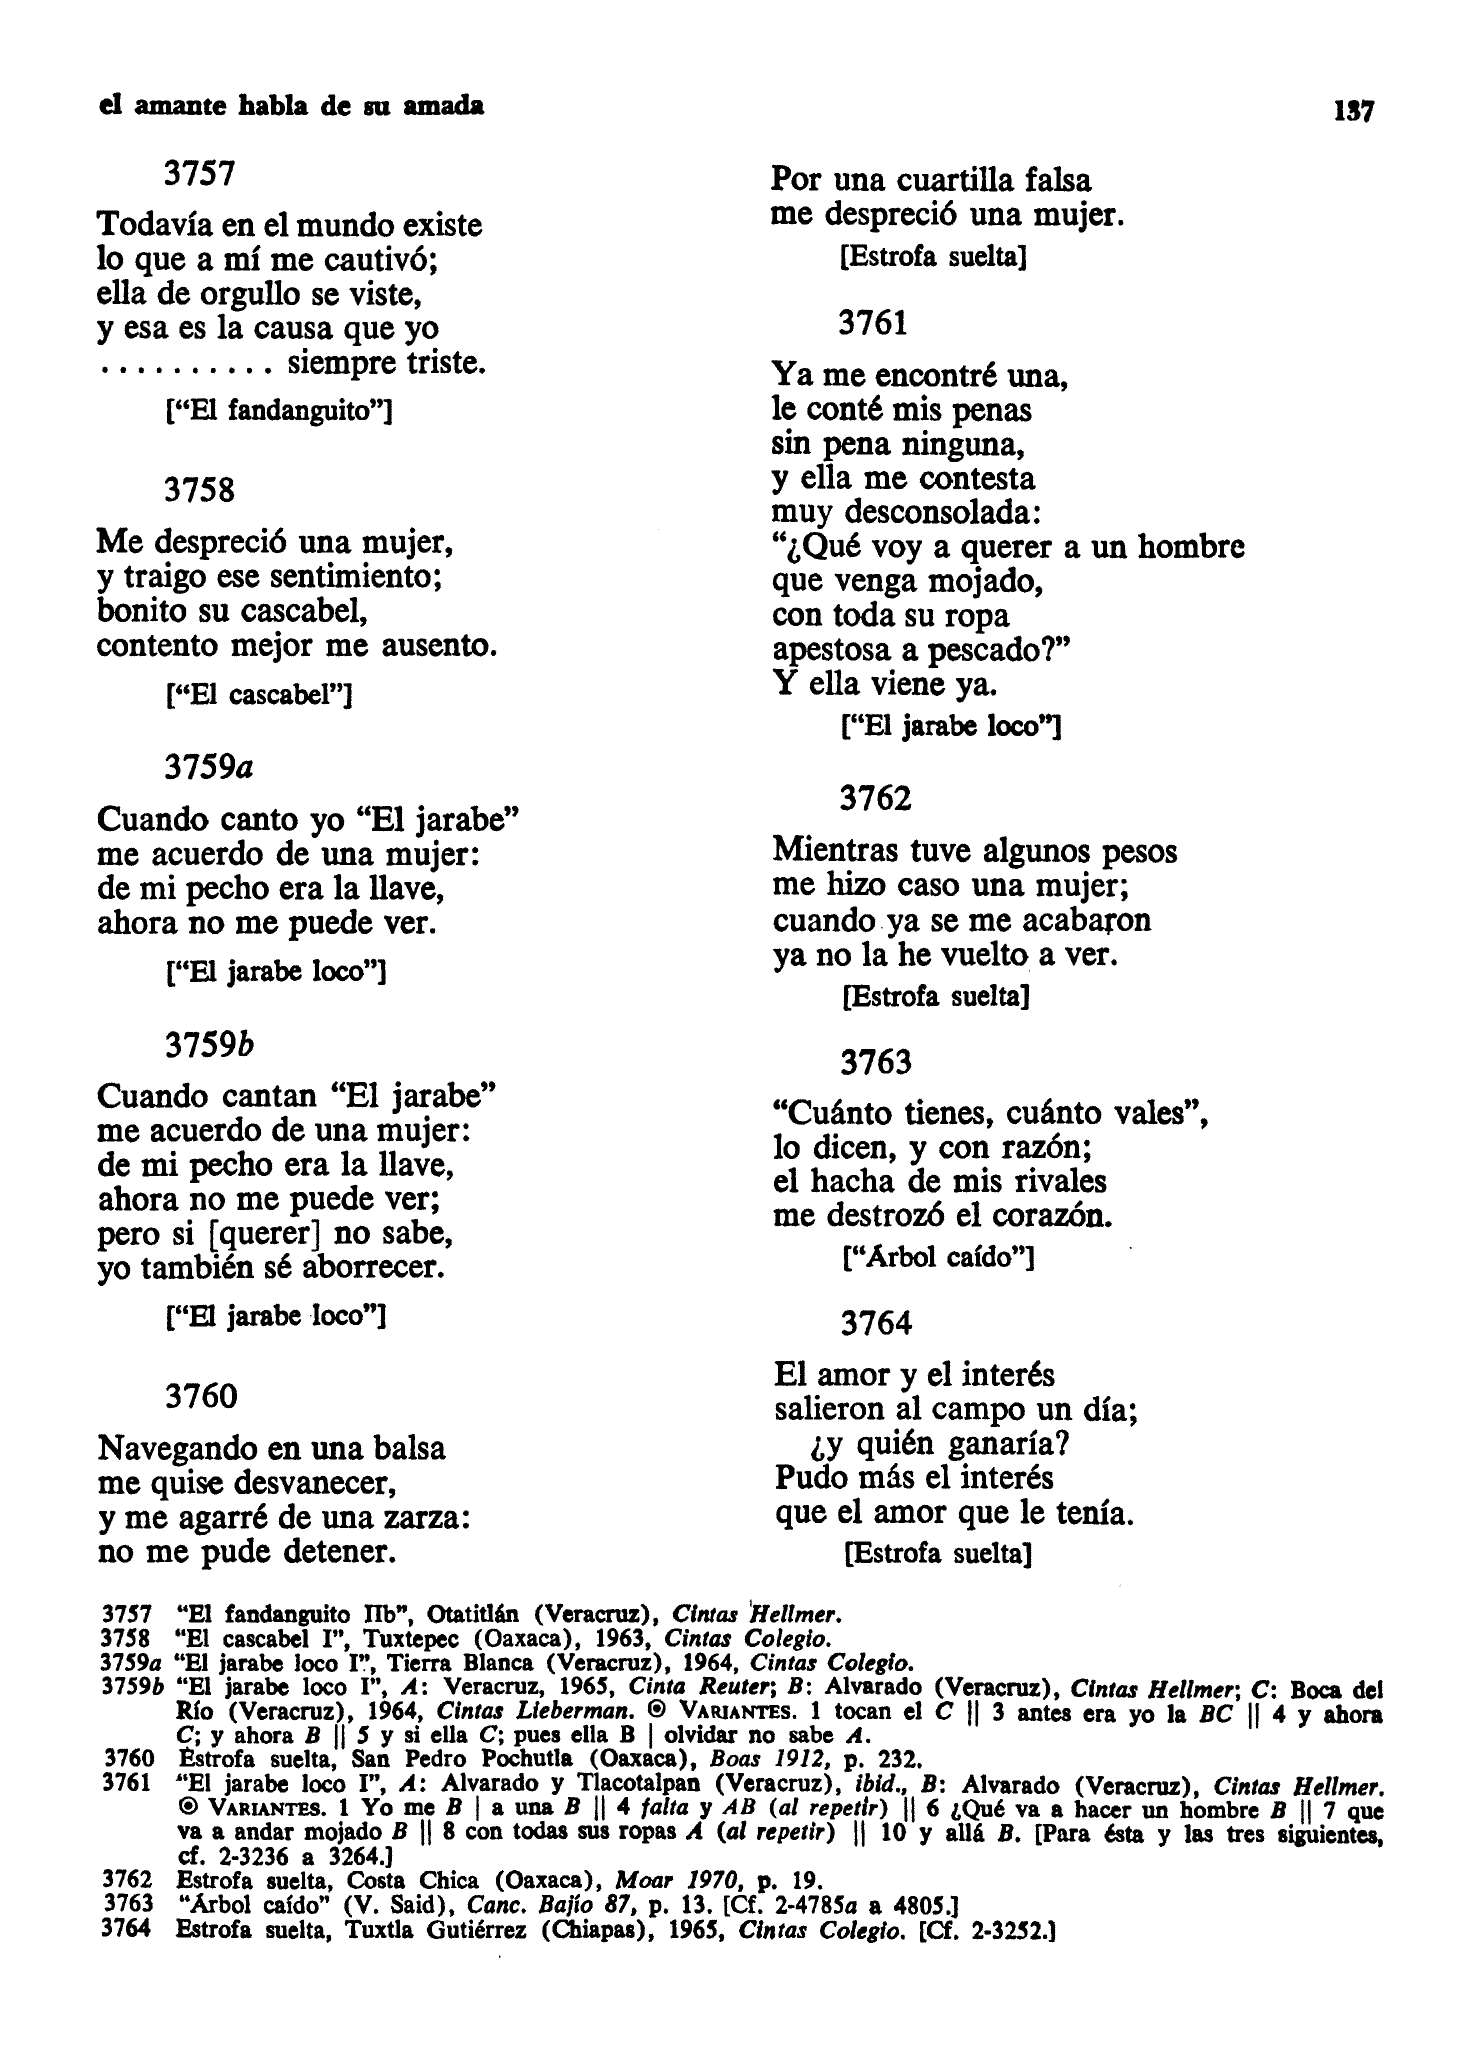 el amante habla de su amada
137
3757
Todavía en el mundo existe
lo que a mí me cautivó;
ella de orgullo se viste,
y esa es la causa que yo
.......... siempre triste.
[“El fandanguito”]
3758
Me despreció una mujer,
y traigo ese sentimiento;
bonito su cascabel,
contento mejor me ausento.
[“El cascabel”]
3759a
Cuando canto yo “El jarabe”
me acuerdo de una mujer:
de mi pecho era la llave,
ahora no me puede ver.
[“El jarabe loco”]
3759b
Cuando cantan “El jarabe”
me acuerdo de una mujer:
de mi pecho era la llave,
ahora no me puede ver;
pero si [querer] no sabe,
yo también sé aborrecer.
[“El jarabe loco”]
3760
Navegando en una balsa
me quise desvanecer,
y me agarré de una zarza:
no me pude detener.
Por una cuartilla falsa
me despreció una mujer.
[Estrofa suelta]
3761
Ya me encontré una,
le conté mis penas
sin pena ninguna,
y ella me contesta
muy desconsolada:
“¿Qué voy a querer a un hombre
que venga mojado,
con toda su ropa
apestosa a pescado?”
Y ella viene ya.
[“El jarabe loco”]
3762
Mientras tuve algunos pesos
me hizo caso una mujer;
cuando ya se me acabaron
ya no la he vuelto a ver.
[Estrofa suelta]
3763
“Cuánto tienes, cuánto vales”,
lo dicen, y con razón;
el hacha de mis rivales
me destrozó el corazón.
[“Árbol caído”]
3764
El amor y el interés
salieron al campo un día;
¿y quién ganaría?
Pudo más el interés
que el amor que le tenía.
[Estrofa suelta]
3757 “El fandanguito IIb”, Otatitlán (Veracruz), Cintas Hellmer.
3758 “El cascabel I”, Tuxtepec (Oaxaca), 1963, Cintas Colegio.
3759a “El jarabe loco I”, Tierra Blanca (Veracruz), 1964, Cintas Colegio.
3759b “El jarabe loco I”, A: Veracruz, 1965, Cinta Reuter; B: Alvarado (Veracruz), Cintas Hellmer; C: Boca del
Río (Veracruz), 1964, Cintas Lieberman. ⊙ VARIANTES. 1 tocan el C || 3 antes era yo la BC || 4 y ahora
C; y ahora B || 5 y si ella C; pues ella B | olvidar no sabe A.
3760 Estrofa suelta, San Pedro Pochutla (Oaxaca), Boas 1912, p. 232.
3761 “El jarabe loco I”, A: Alvarado y Tlacotalpan (Veracruz), ibid., B: Alvarado (Veracruz), Cintas Hellmer.
⊙ VARIANTES. 1 Yo me B | a una B || 4 falta y AB (al repetir) || 6 ¿Qué va a hacer un hombre B || 7 que
va a andar mojado B || 8 con todas sus ropas A (al repetir) || 10 y allá B. [Para ésta y las tres siguientes,
cf. 2-3236 a 3264.]
3762 Estrofa suelta, Costa Chica (Oaxaca), Moar 1970, p. 19.
3763 “Árbol caído” (V. Said), Canc. Bajío 87, p. 13. [Cf. 2-4785a a 4805.]
3764 Estrofa suelta, Tuxtla Gutiérrez (Chiapas), 1965, Cintas Colegio. [Cf. 2-3252.]